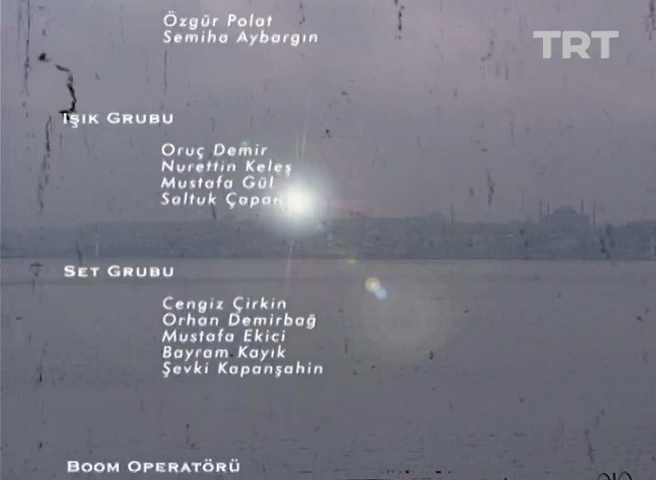 Özgür Polat
Semiha Aybargın
TRT
Işık Grubu
Oruç Demir
Nurettin Keleş
Mustafa Gül
Saltuk Çapan
Set Grubu
Cengiz Çirkin
Orhan Demirbağ
Mustafa Ekici
Bayram Kayık
Şevki Kapanşahin
Boom Operatörü